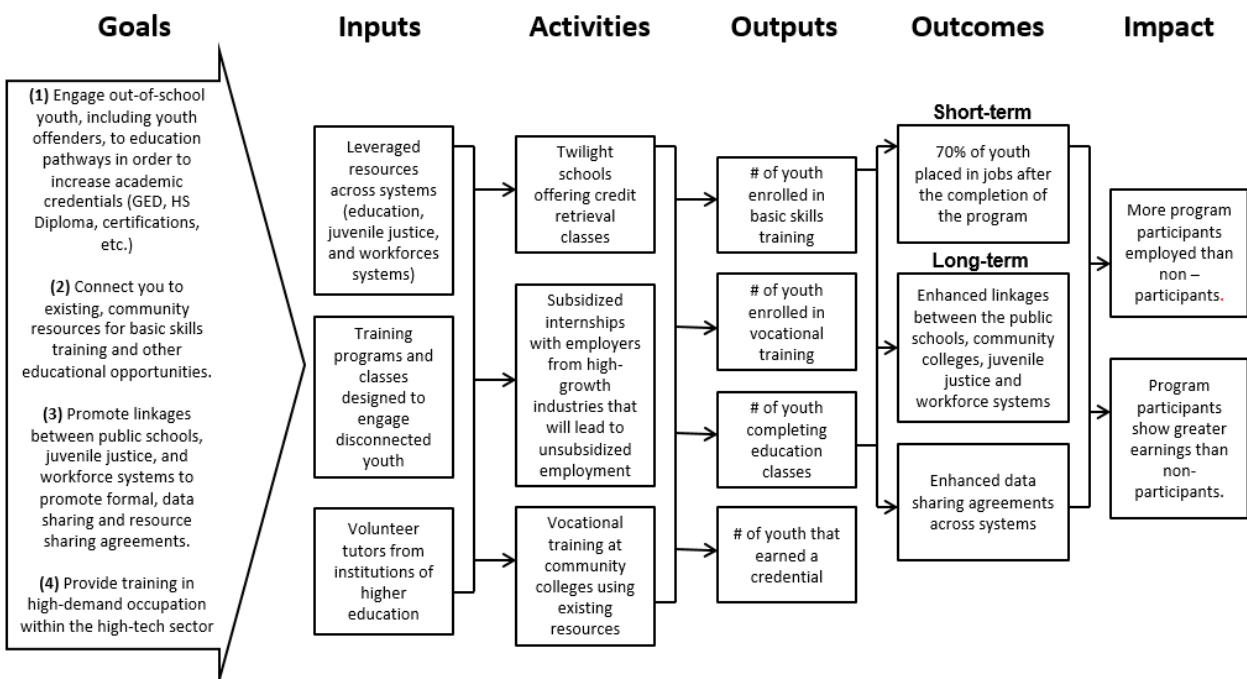 Goals
Inputs
Activities
Outputs
Outcomes
Impact
(1) Engage out-of-school
youth, including youth
offenders, to education
pathways in order to
increase academic
credentials (GED, HS
Diploma, certifications,
etc.)
(2) Connect you to
existing, community
resources for basic skills
training and other
educational opportunities.
(3) Promote linkages
between public schools,
juvenile justice, and
workforce systems to
promote formal, data
sharing and resource
sharing agreements.
(4) Provide training in
high-demand occupation
within the high-tech sector
Leveraged
resources
across systems
(education,
juvenile justice,
and workforces
systems)
Training
programs and
classes
designed to
engage
disconnected
youth
Volunteer
tutors from
institutions of
higher
education
Twilight
schools
offering credit
retrieval
classes
Subsidized
internships
with employers
from high-
growth
industries that
will lead to
unsubsidized
employment
Vocational
training at
community
colleges using
existing
resources
# of youth
enrolled in
basic skills
training
# of youth
enrolled in
vocational
training
# of youth
completing
education
classes
# of youth that
earned a
credential
Short-term
70% of youth
placed in jobs after
the completion of
the program
Long-term
Enhanced linkages
between the public
schools, community
colleges, juvenile
justice and
workforce systems
Enhanced data
sharing agreements
across systems
More program
participants
employed than
non –
participants.
Program
participants
show greater
earnings than
non-
participants.